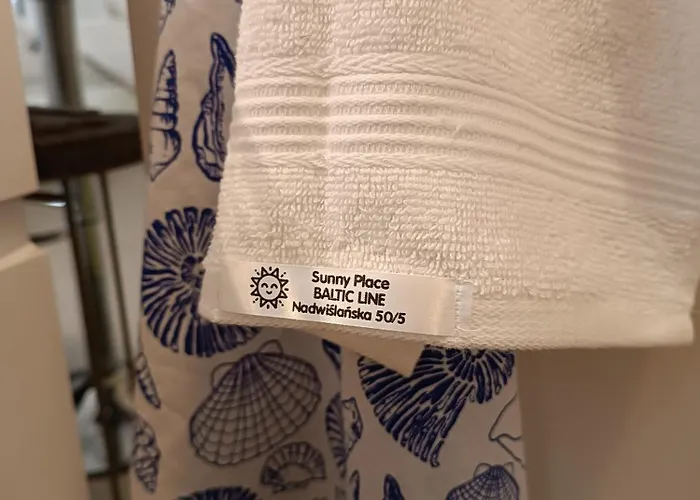 Sunny Place
BALTIC LINE
Nadwiślańska 50/5